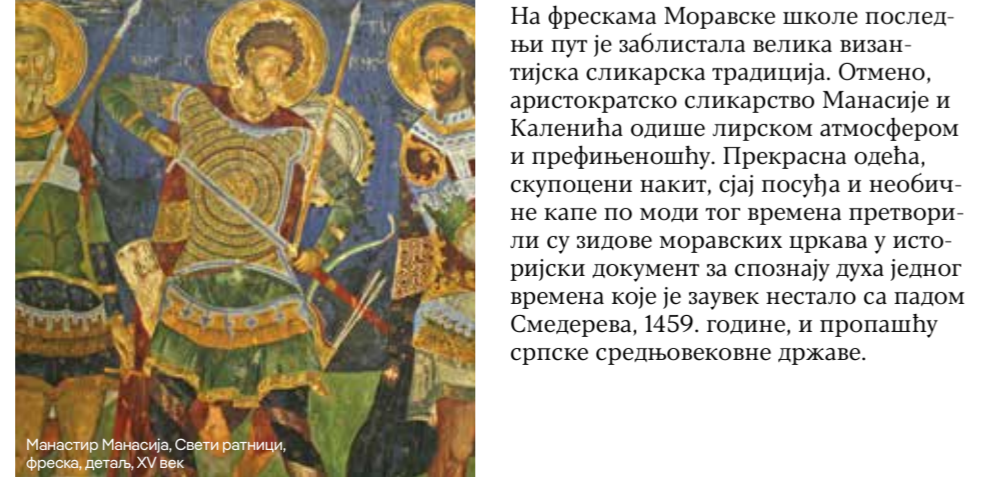 На фрескама Моравске школе послед-
њи пут је заблистала велика визан-
тијска сликарска традиција. Отмено,
аристократско сликарство Манасије и
Каленића одише лирском атмосфером
и префињеношћу. Прекрасна одећа,
скупоцени накит, сјај посуђа и необич-
не капе по моди тог времена претвори-
ли су зидове моравских цркава у исто-
ријски документ за спознају духа једног
времена које је заувек нестало са падом
Смедерева, 1459. године, и пропашћу
српске средњовековне државе.
Манастир Манасија, Свети ратници,
фреска, детаљ, XV век